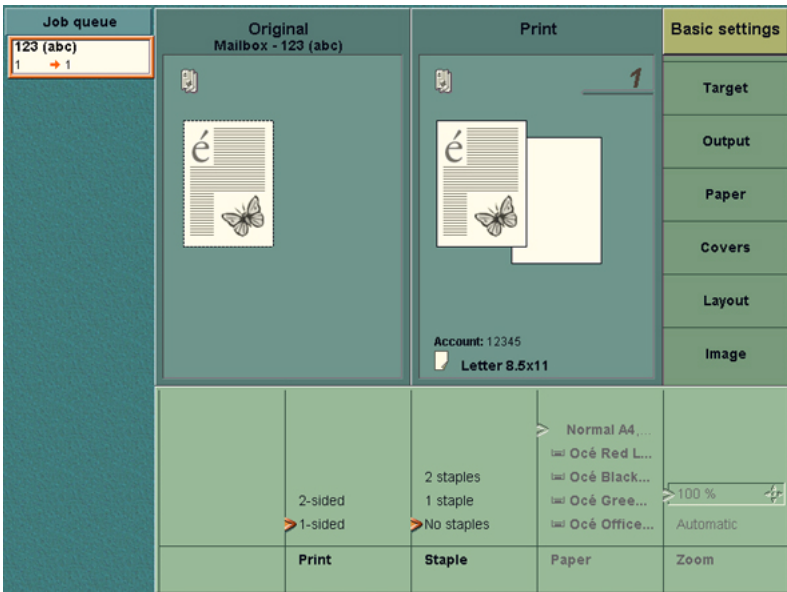 Job queue
123 (abc)
1 → 1
Original
Mailbox - 123 (abc)
é
Print
1
é
Account: 12345
Letter 8.5x11
Basic settings
Target
Output
Paper
Covers
Layout
Image
2-sided
1-sided
Print
2 staples
1 staple
No staples
Staple
Normal A4,...
Océ Red L...
Océ Black...
Océ Gree...
Océ Office...
Paper
100 %
Automatic
Zoom